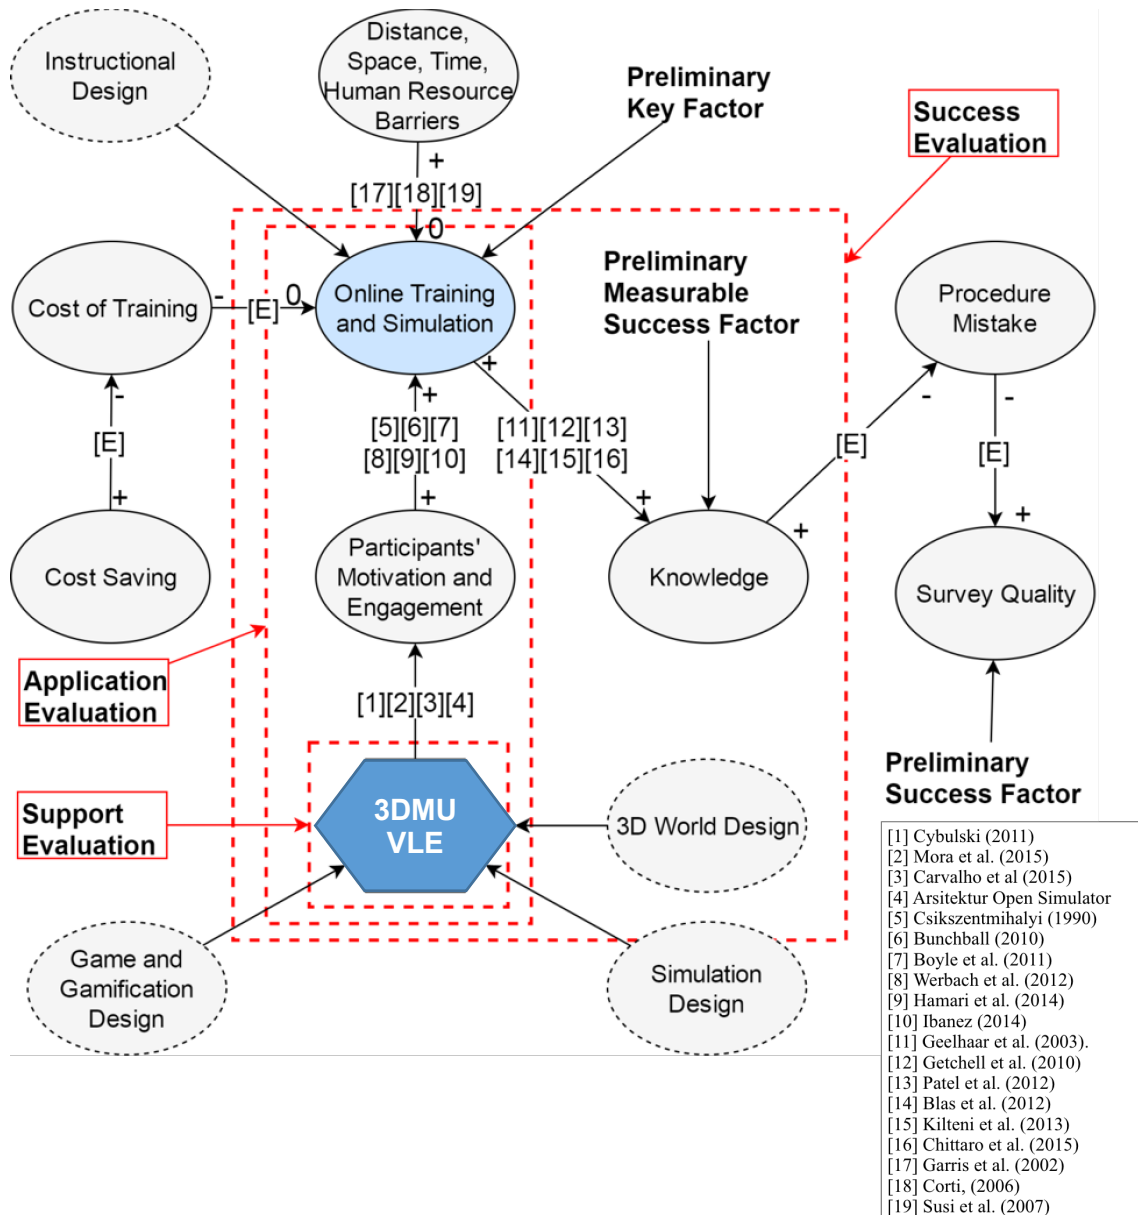 Instructional
Design
Distance,
Space, Time,
Human Resource
Barriers
Preliminary
Key Factor
Success
Evaluation
+
[17][18][19]
0
Cost of Training
-
[E]
0
Online Training
and Simulation
+
Preliminary
Measurable
Success Factor
Procedure
Mistake
-
[E]
+
+
[5][6][7]
[8][9][10]
+
[11][12][13]
[14][15][16]
+
[E]
-
-
[E]
+
Cost Saving
Participants'
Motivation and
Engagement
Knowledge
+
Survey Quality
Application
Evaluation
[1][2][3][4]
Support
Evaluation
3DMU
VLE
3D World Design
Preliminary
Success Factor
Game and
Gamification
Design
Simulation
Design
[1] Cybulski (2011)
[2] Mora et al. (2015)
[3] Carvalho et al (2015)
[4] Arsitektur Open Simulator
[5] Csikszentmihalyi (1990)
[6] Bunchball (2010)
[7] Boyle et al. (2011)
[8] Werbach et al. (2012)
[9] Hamari et al. (2014)
[10] Ibanez (2014)
[11] Geelhaar et al. (2003).
[12] Getchell et al. (2010)
[13] Patel et al. (2012)
[14] Blas et al. (2012)
[15] Kilteni et al. (2013)
[16] Chittaro et al. (2015)
[17] Garris et al. (2002)
[18] Corti, (2006)
[19] Susi et al. (2007)